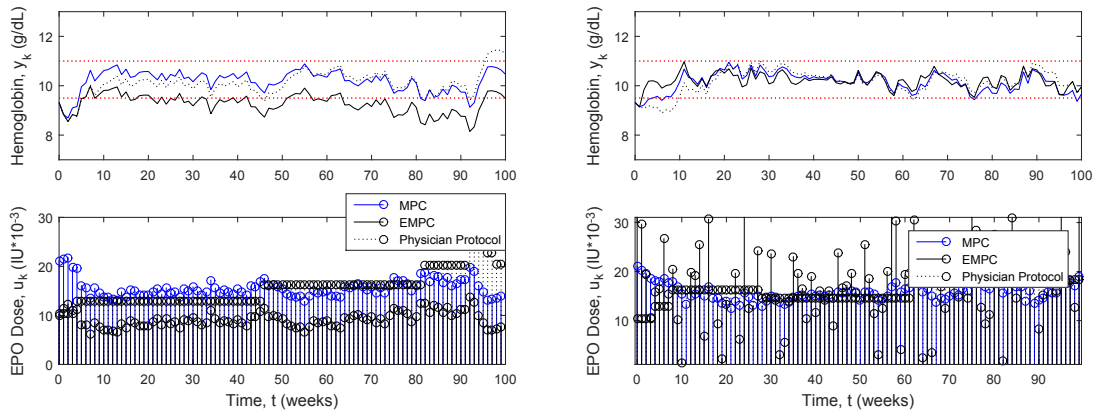 Hemoglobin, y_k (g/dL)
12
10
8
0 10 20 30 40 50 60 70 80 90 100
EPO Dose, u_k (IU*10^-3)
30
20
10
0
MPC
EMPC
Physician Protocol
0 10 20 30 40 50 60 70 80 90 100
Time, t (weeks)
Hemoglobin, y_k (g/dL)
12
10
8
0 10 20 30 40 50 60 70 80 90 100
EPO Dose, u_k (IU*10^-3)
30
20
10
MPC
EMPC
Physician Protocol
0 10 20 30 40 50 60 70 80 90
Time, t (weeks)